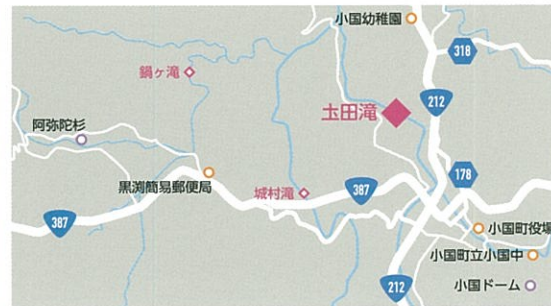 小国幼稚園
318
鍋ヶ滝
212
圡田滝
阿弥陀杉
178
黒渕簡易郵便局
城村滝
387
387
小国町役場
小国町立小国中
212
小国ドーム